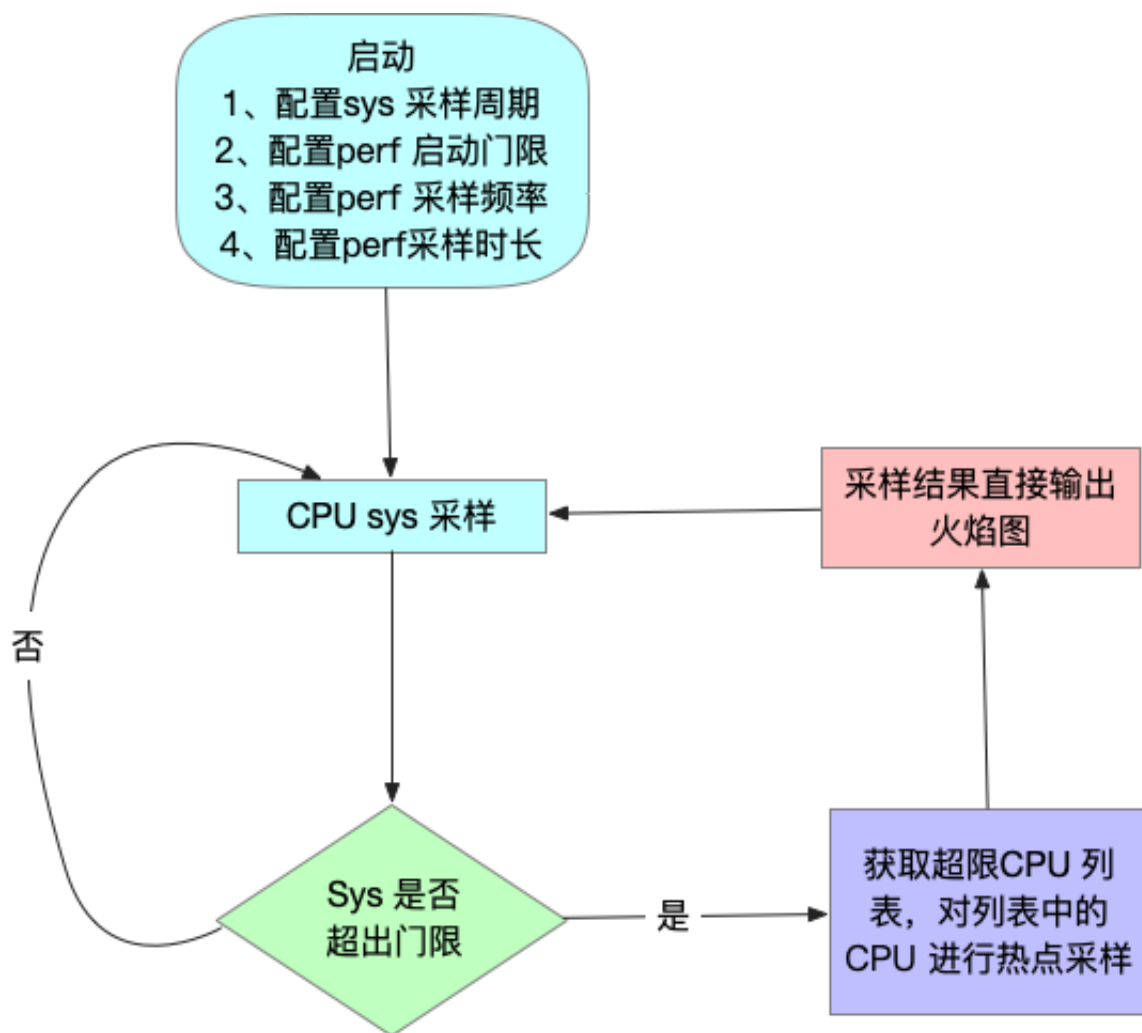 启动
1、配置sys 采样周期
2、配置perf 启动门限
3、配置perf 采样频率
4、配置perf采样时长
CPU sys 采样
采样结果直接输出
火焰图
否
Sys 是否
超出门限
是
获取超限CPU 列
表，对列表中的
CPU 进行热点采样